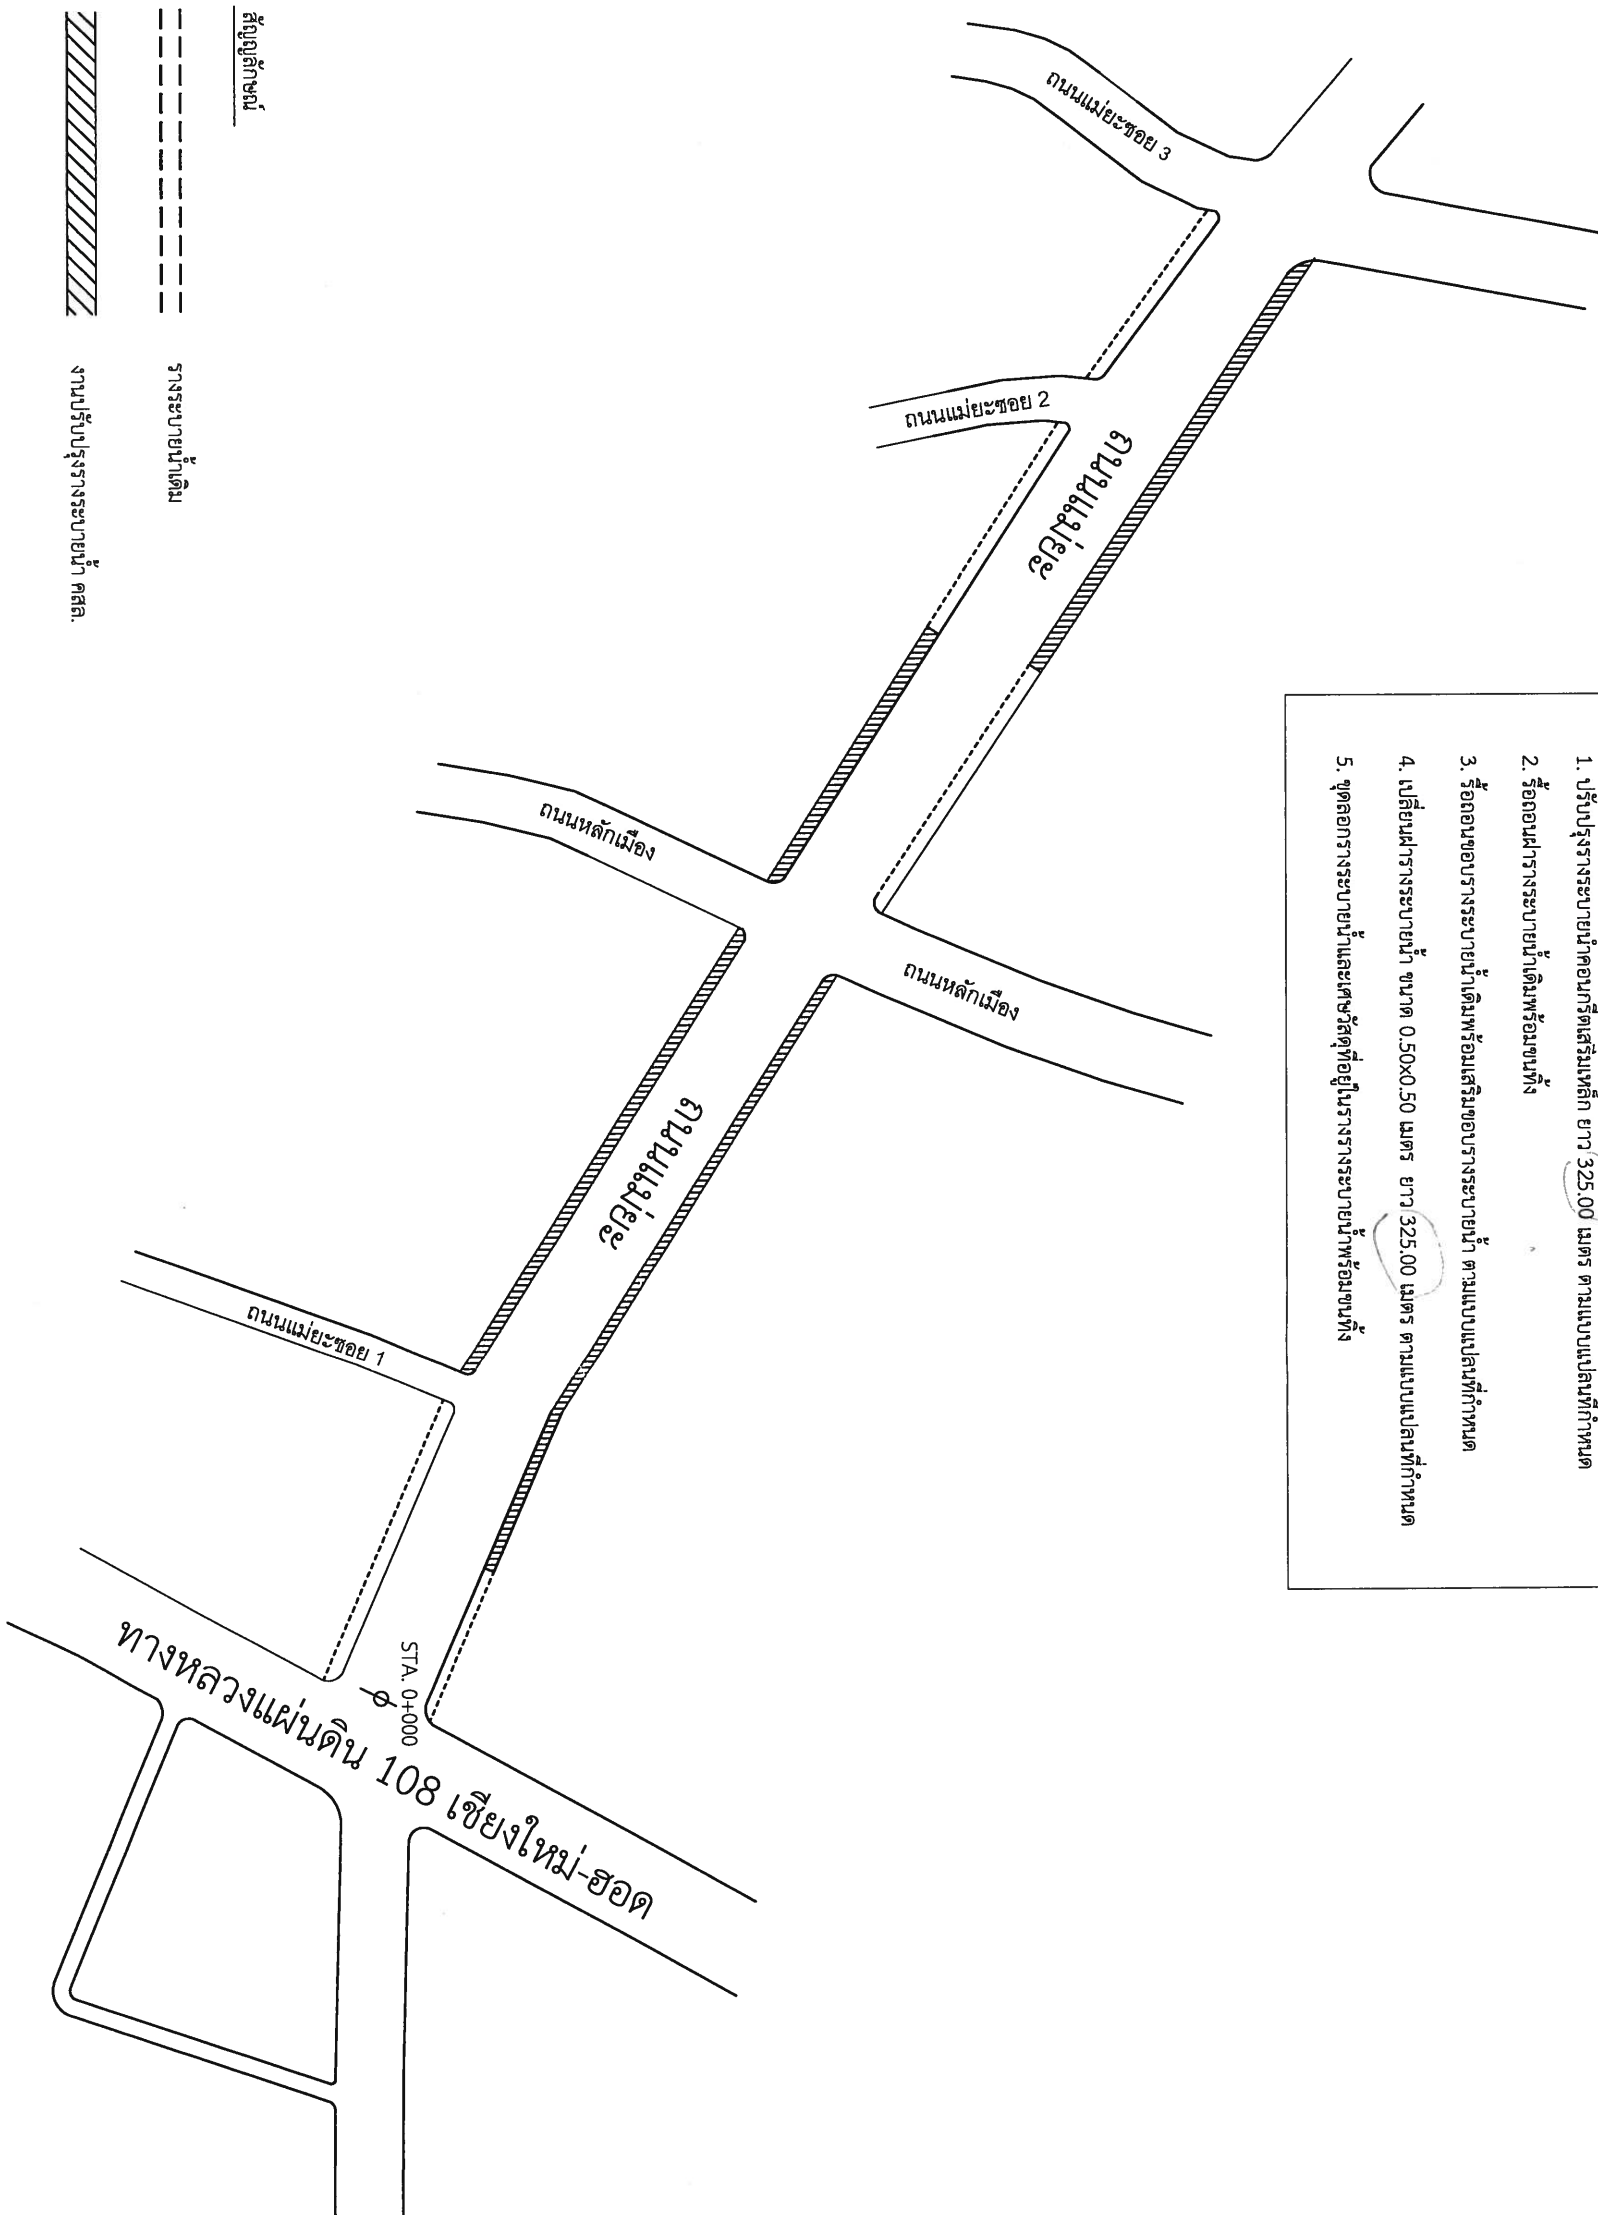 1. ปรับปรุงรางระบายน้ำคอนกรีตเสริมเหล็ก ยาว 325.00 เมตร ตามแบบแปลนที่กำหนด
2. รื้อถอนฝารางระบายน้ำเดิมพร้อมขนทิ้ง
3. รื้อถอนขอบรางระบายน้ำเดิมพร้อมเสริมขอบรางระบายน้ำ ตามแบบแปลนที่กำหนด
4. เปลี่ยนฝารางระบายน้ำ ขนาด 0.50x0.50 เมตร ยาว 325.00 เมตร ตามแบบแปลนที่กำหนด
5. ขุดลอกรางระบายน้ำและเศษวัสดุที่อยู่ในรางรางระบายน้ำพร้อมขนทิ้ง
ถนนแม่ยะซอย 3
ถนนแม่ยะซอย 2
ถนนแม่ยะ
ถนนหลักเมือง
ถนนหลักเมือง
ถนนแม่ยะ
ถนนแม่ยะซอย 1
STA. 0+000
ทางหลวงแผ่นดิน 108 เชียงใหม่-ฮอด
สัญญลักษณ์
รางระบายน้ำเดิม
งานปรับปรุงรางระบายน้ำ คสล.